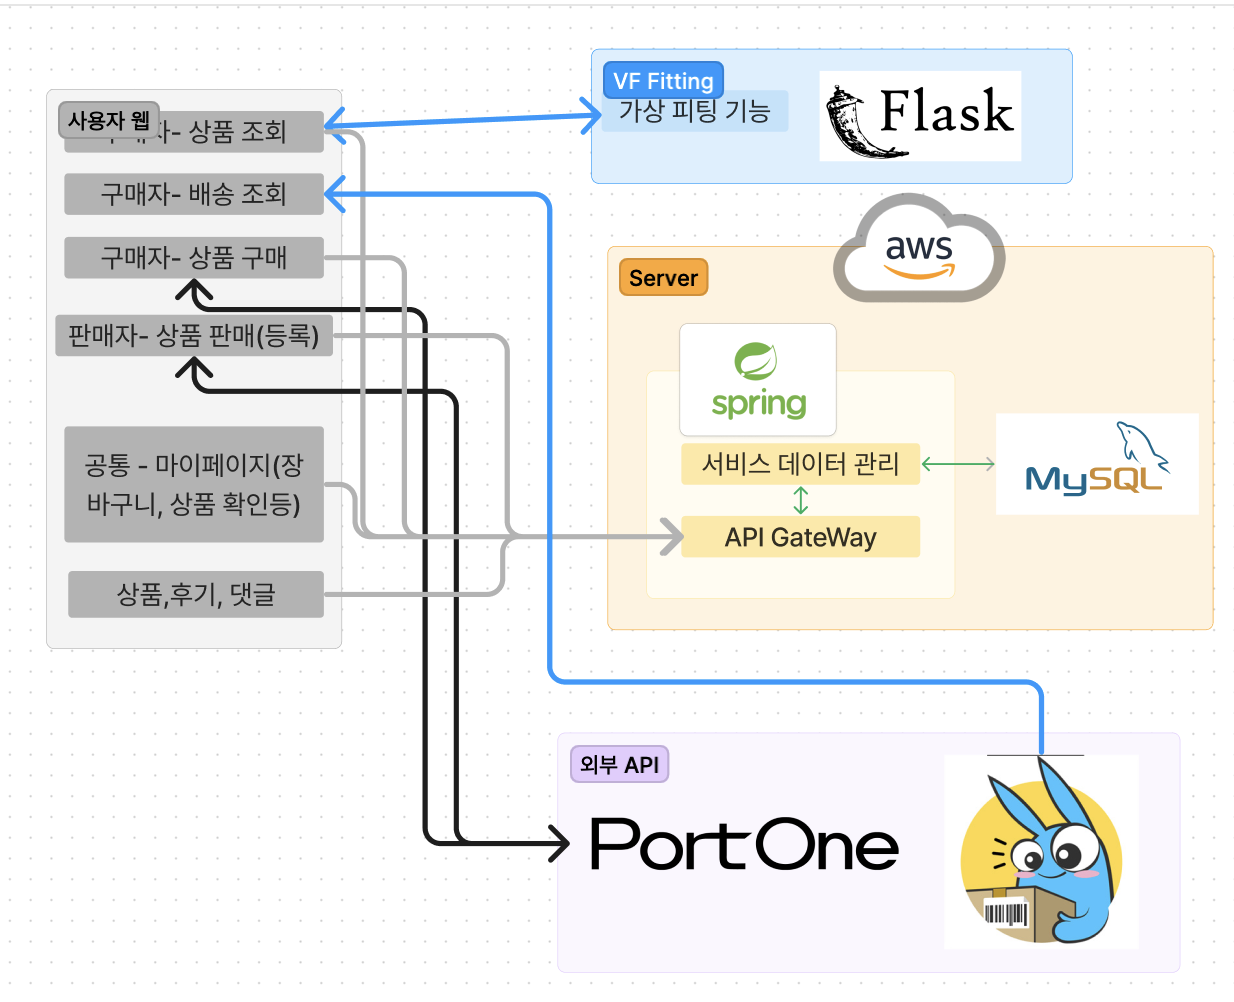 사용자 웹
구매자- 상품 조회
구매자- 배송 조회
구매자- 상품 구매
판매자- 상품 판매(등록)
공통 - 마이페이지(장
바구니, 상품 확인등)
상품,후기, 댓글
VF Fitting
가상 피팅 기능
Flask
aws
Server
spring
서비스 데이터 관리
API GateWay
MySQL
외부 API
PortOne